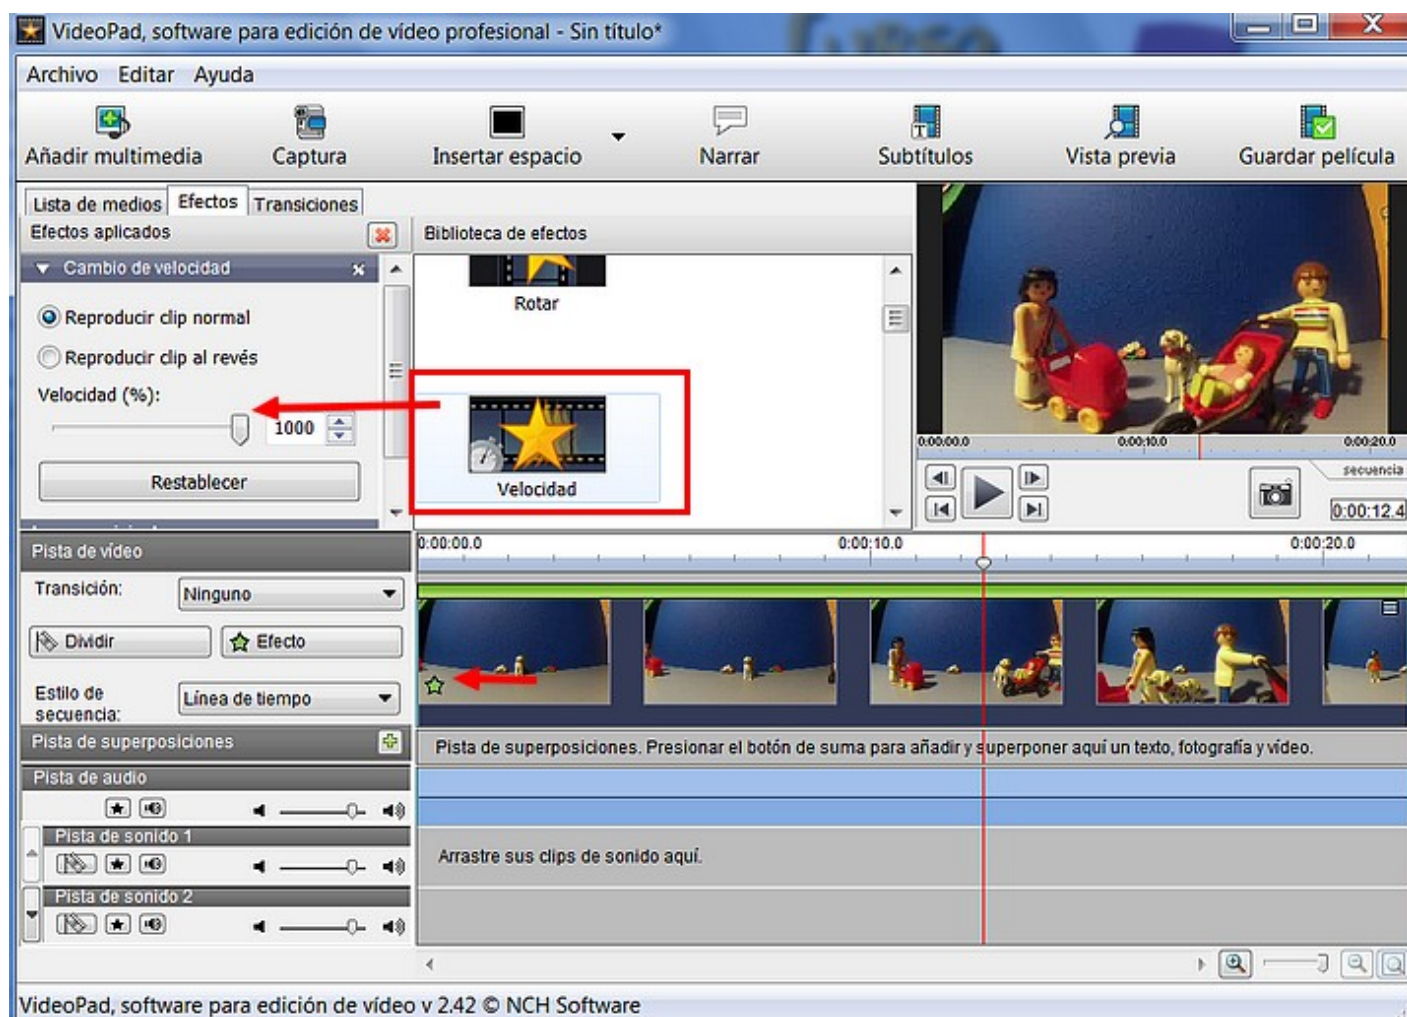 VideoPad, software para edición de vídeo profesional - Sin título*
Archivo Editar Ayuda
Añadir multimedia Captura Insertar espacio Narrar Subtítulos Vista previa Guardar película
Lista de medios Efectos Transiciones
Efectos aplicados Biblioteca de efectos
Cambio de velocidad
Rotar
Reproducir clip normal
Reproducir clip al revés
Velocidad (%):
1000
Restablecer
Velocidad
0:00:00.0 0:00:10.0 0:00:20.0
secuencia
0:00:12.4
Pista de vídeo
0:00:00.0 0:00:10.0 0:00:20.0
Transición: Ninguno
Dividir Efecto
Estilo de secuencia: Línea de tiempo
Pista de superposiciones
Pista de superposiciones. Presionar el botón de suma para añadir y superponer aquí un texto, fotografía y vídeo.
Pista de audio
Pista de sonido 1
Arrastre sus clips de sonido aquí.
Pista de sonido 2
VideoPad, software para edición de vídeo v 2.42 © NCH Software